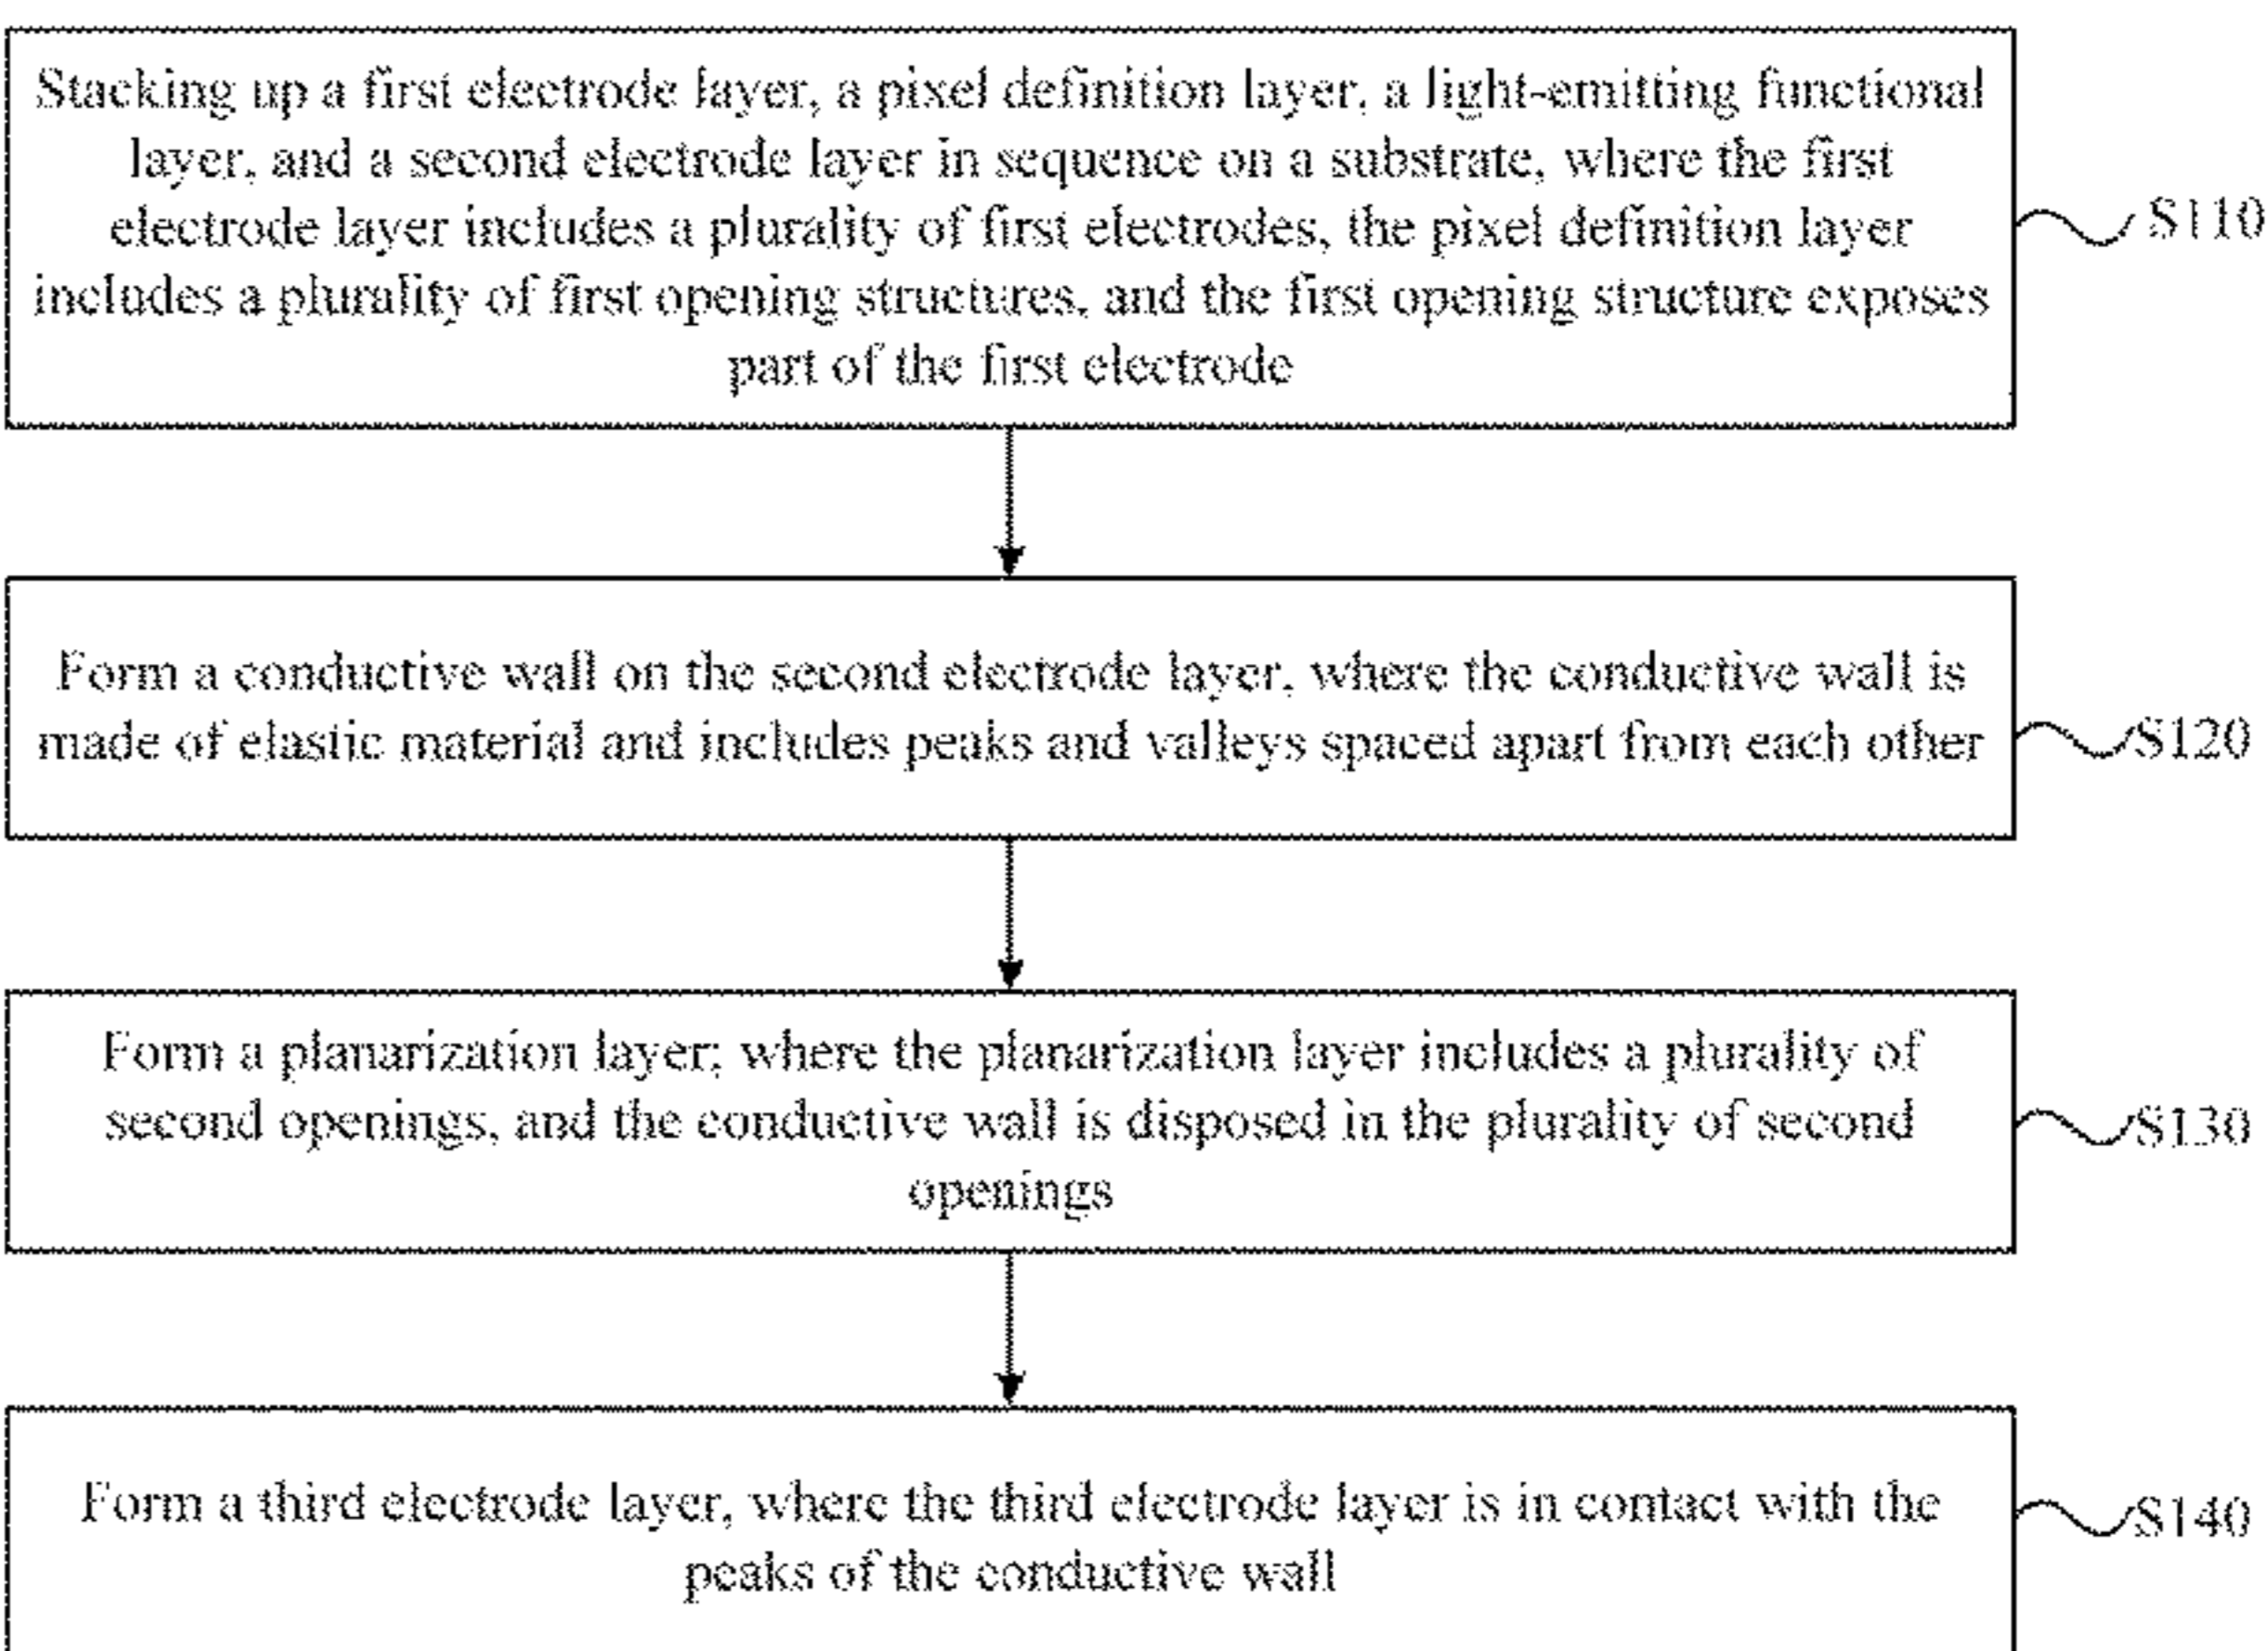 Stacking up a first electrode layer, a pixel definition layer, a light-emitting functional
layer, and a second electrode layer in sequence on a substrate, where the first
electrode layer includes a plurality of first electrodes, the pixel definition layer
includes a plurality of first opening structures, and the first opening structure exposes
part of the first electrode
S110
Form a conductive wall on the second electrode layer, where the conductive wall is
made of elastic material and includes peaks and valleys spaced apart from each other
S120
Form a planarization layer; where the planarization layer includes a plurality of
second openings, and the conductive wall is disposed in the plurality of second
openings
S130
Form a third electrode layer, where the third electrode layer is in contact with the
peaks of the conductive wall
S140